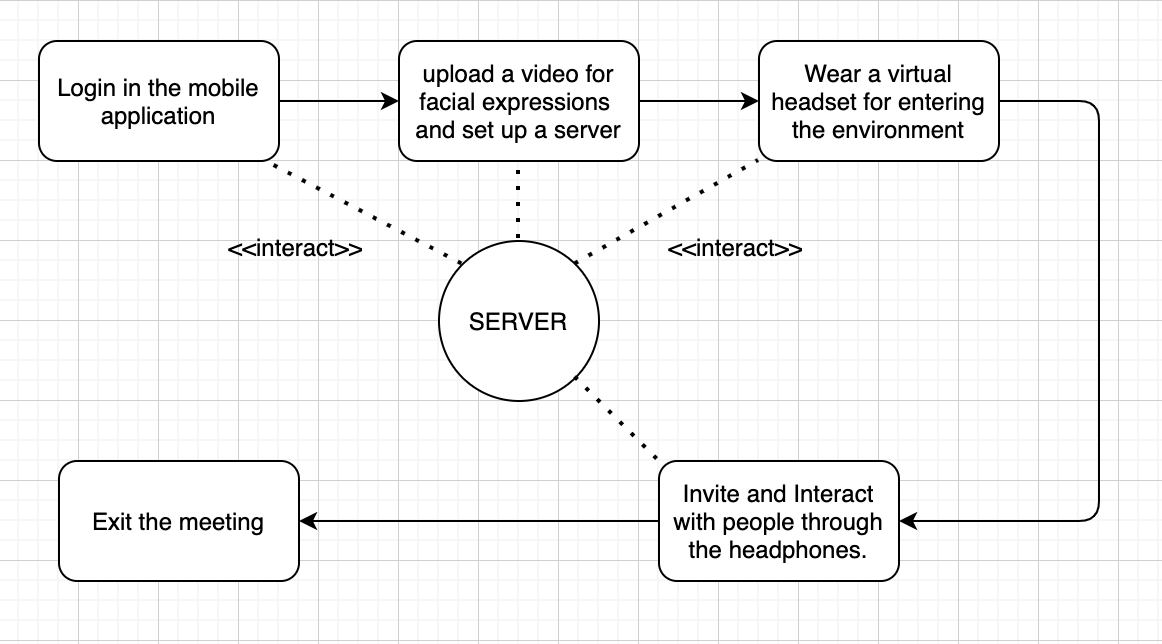 Login in the mobile
application
upload a video for
facial expressions
and set up a server
Wear a virtual
headset for entering
the environment
<<interact>>
<<interact>>
SERVER
Exit the meeting
Invite and Interact
with people through
the headphones.